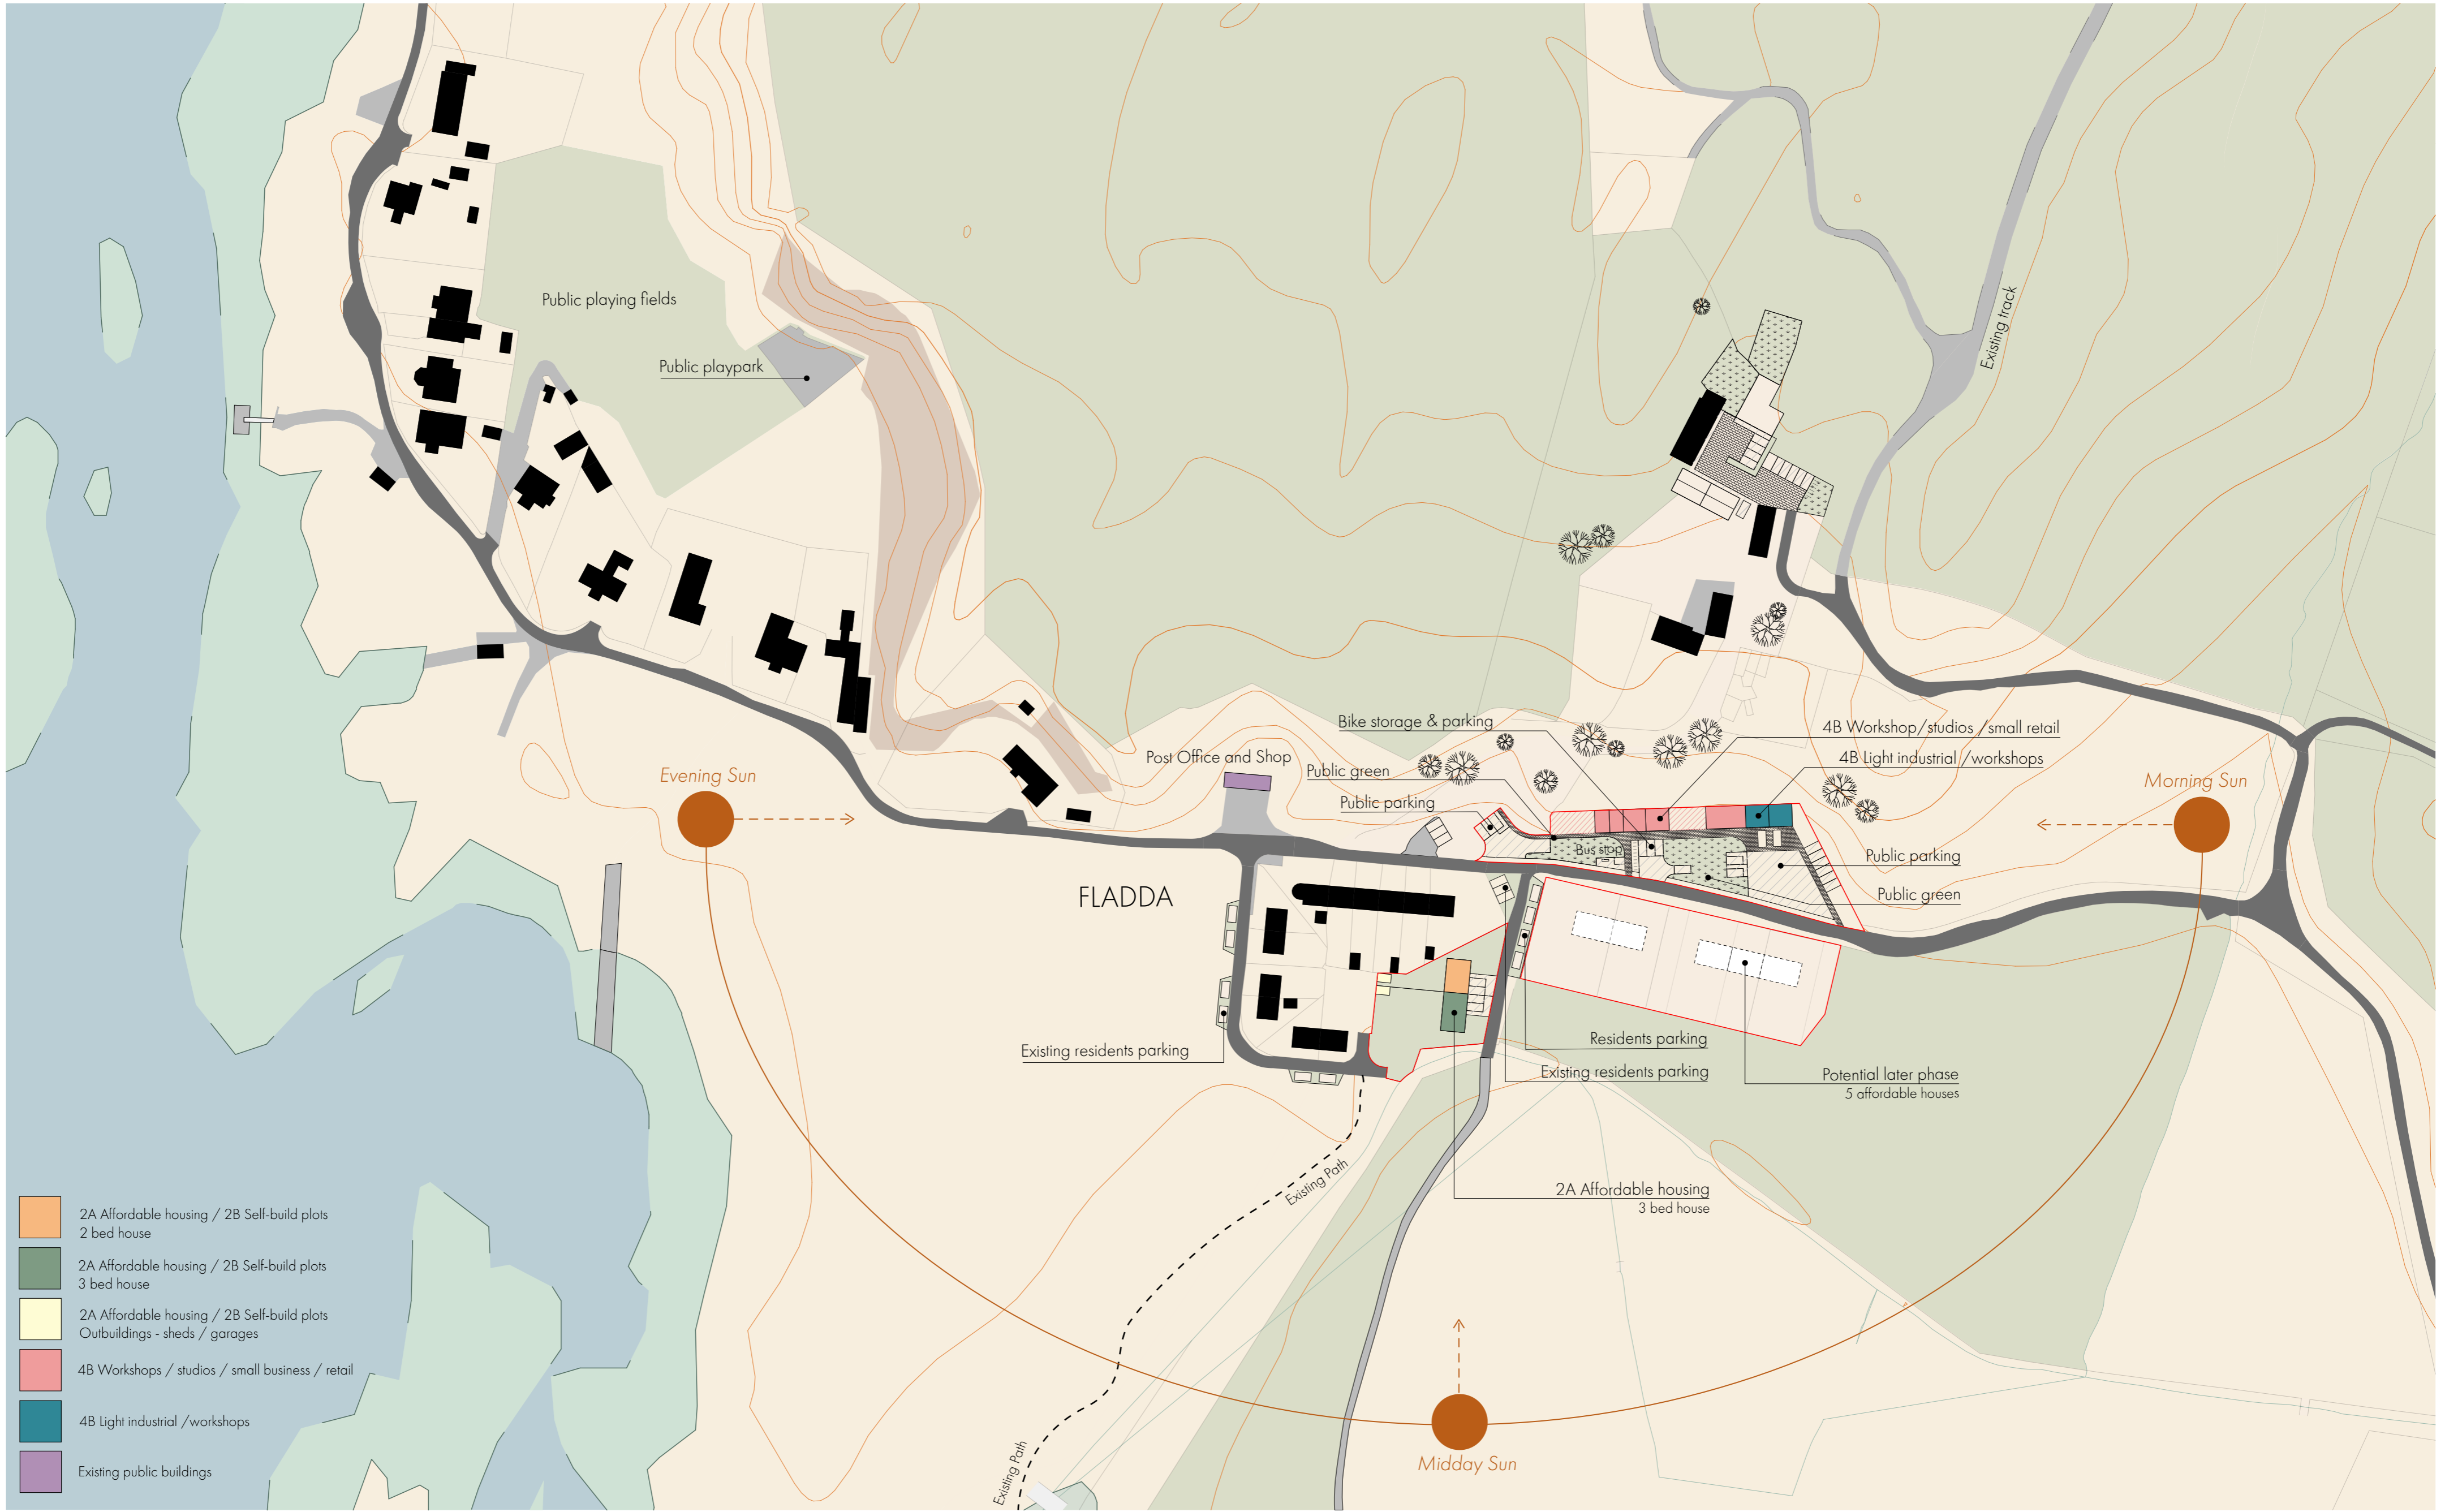 Public playing fields
Public playpark
Existing track
Bike storage & parking
4B Workshop/studios /small retail
Post Office and Shop
4B Light industrial /workshops
Public green
Evening Sun
Morning Sun
Public parking
Bus stop
Public parking
Public green
FLADDA
Residents parking
Existing residents parking
Existing residents parking
Potential later phase
5 affordable houses
Existing Path
2A Affordable housing
3 bed house
2A Affordable housing / 2B Self-build plots
2 bed house
2A Affordable housing / 2B Self-build plots
3 bed house
2A Affordable housing / 2B Self-build plots
Outbuildings - sheds / garages
4B Workshops / studios / small business / retail
4B Light industrial /workshops
Existing public buildings
Existing Path
Midday Sun